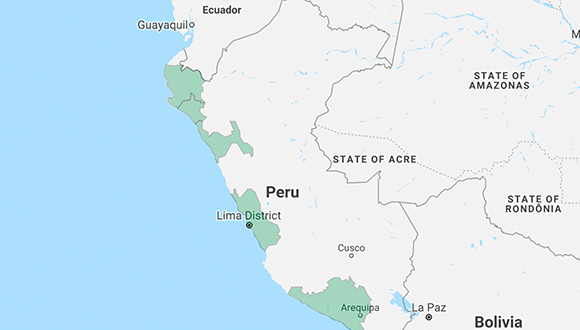 Ecuador
Guayaquil
M
STATE OF
AMAZONAS
STATE OF ACRE
Peru
STATE OF
RONDÔNIA
Lima District
Cusco
Arequipa
La Paz
Bolivia